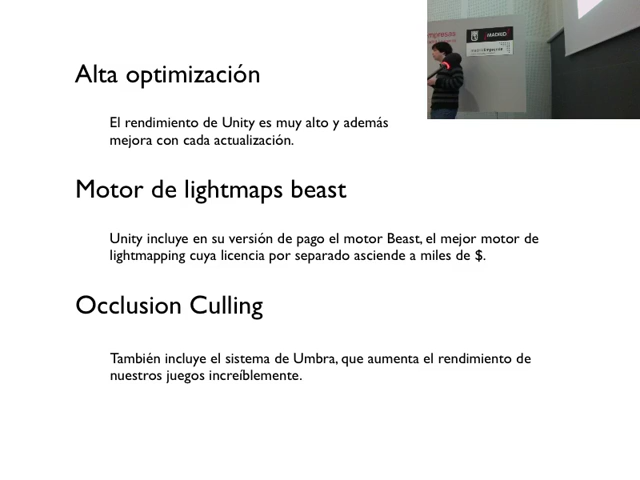 Alta optimización
El rendimiento de Unity es muy alto y además
mejora con cada actualización.
Motor de lightmaps beast
Unity incluye en su versión de pago el motor Beast, el mejor motor de
lightmapping cuya licencia por separado asciende a miles de $.
Occlusion Culling
También incluye el sistema de Umbra, que aumenta el rendimiento de
nuestros juegos increíblemente.